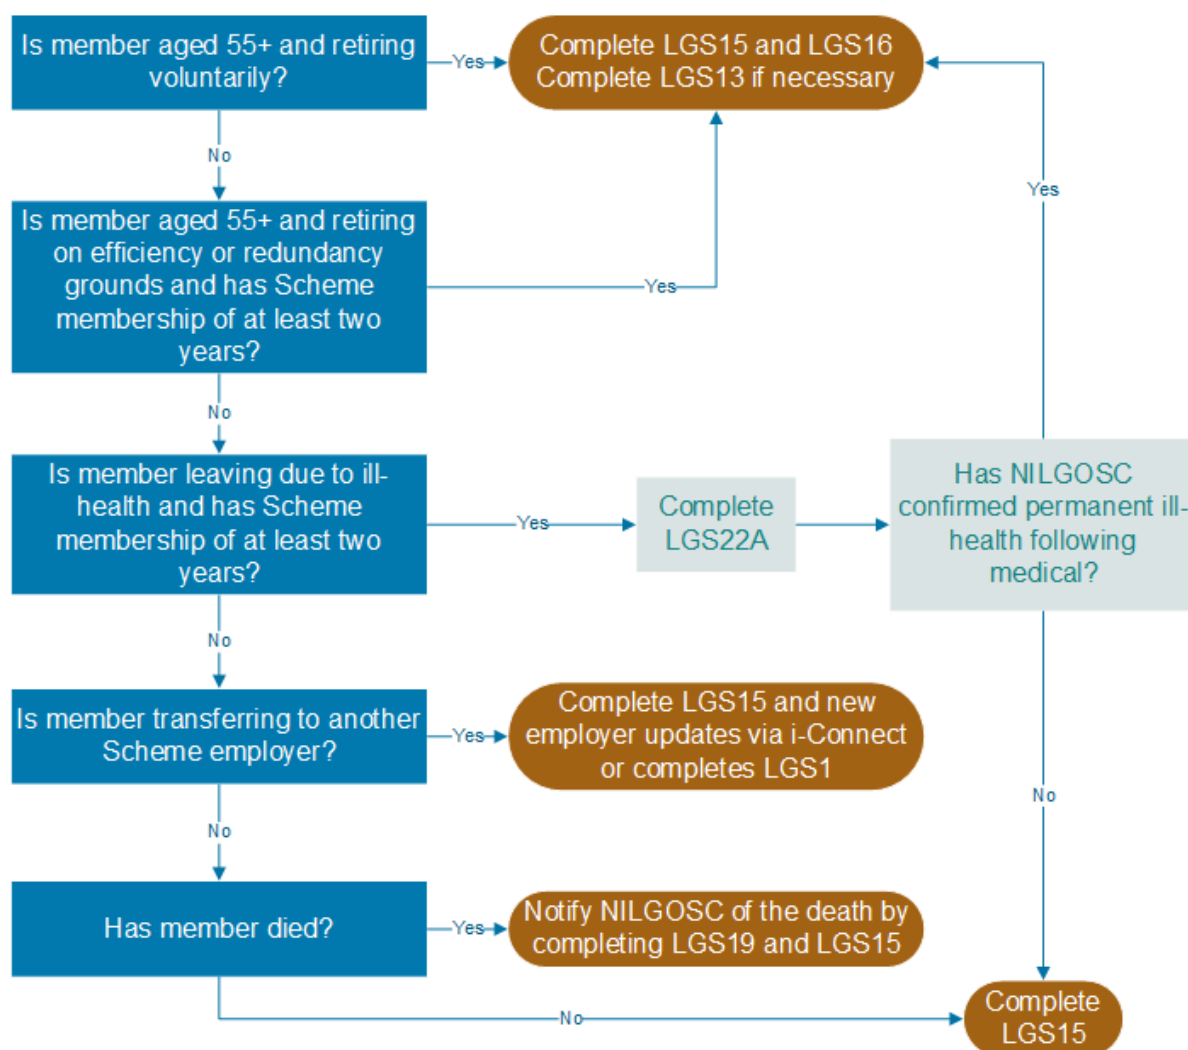 Is member aged 55+ and retiring
voluntarily?
Yes
Complete LGS15 and LGS16
Complete LGS13 if necessary
No
Yes
Is member aged 55+ and retiring
on efficiency or redundancy
grounds and has Scheme
membership of at least two
years?
Yes
No
Is member leaving due to ill-
health and has Scheme
membership of at least two
years?
Yes
Complete
LGS22A
Has NILGOSC
confirmed permanent ill-
health following
medical?
No
Is member transferring to another
Scheme employer?
Yes
Complete LGS15 and new
employer updates via i-Connect
or completes LGS1
No
No
Has member died?
Yes
Notify NILGOSC of the death by
completing LGS19 and LGS15
No
Complete
LGS15